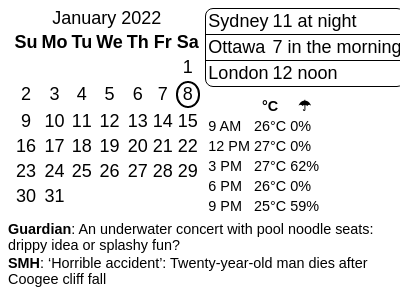 January 2022
Su Mo Tu We Th Fr Sa
1
2 3 4 5 6 7 8
9 10 11 12 13 14 15
16 17 18 19 20 21 22
23 24 25 26 27 28 29
30 31
Sydney 11 at night
Ottawa 7 in the morning
London 12 noon
°C ☂
9 AM 26°C 0%
12 PM 27°C 0%
3 PM 27°C 62%
6 PM 26°C 0%
9 PM 25°C 59%
Guardian: An underwater concert with pool noodle seats:
drippy idea or splashy fun?
SMH: ‘Horrible accident’: Twenty-year-old man dies after
Coogee cliff fall